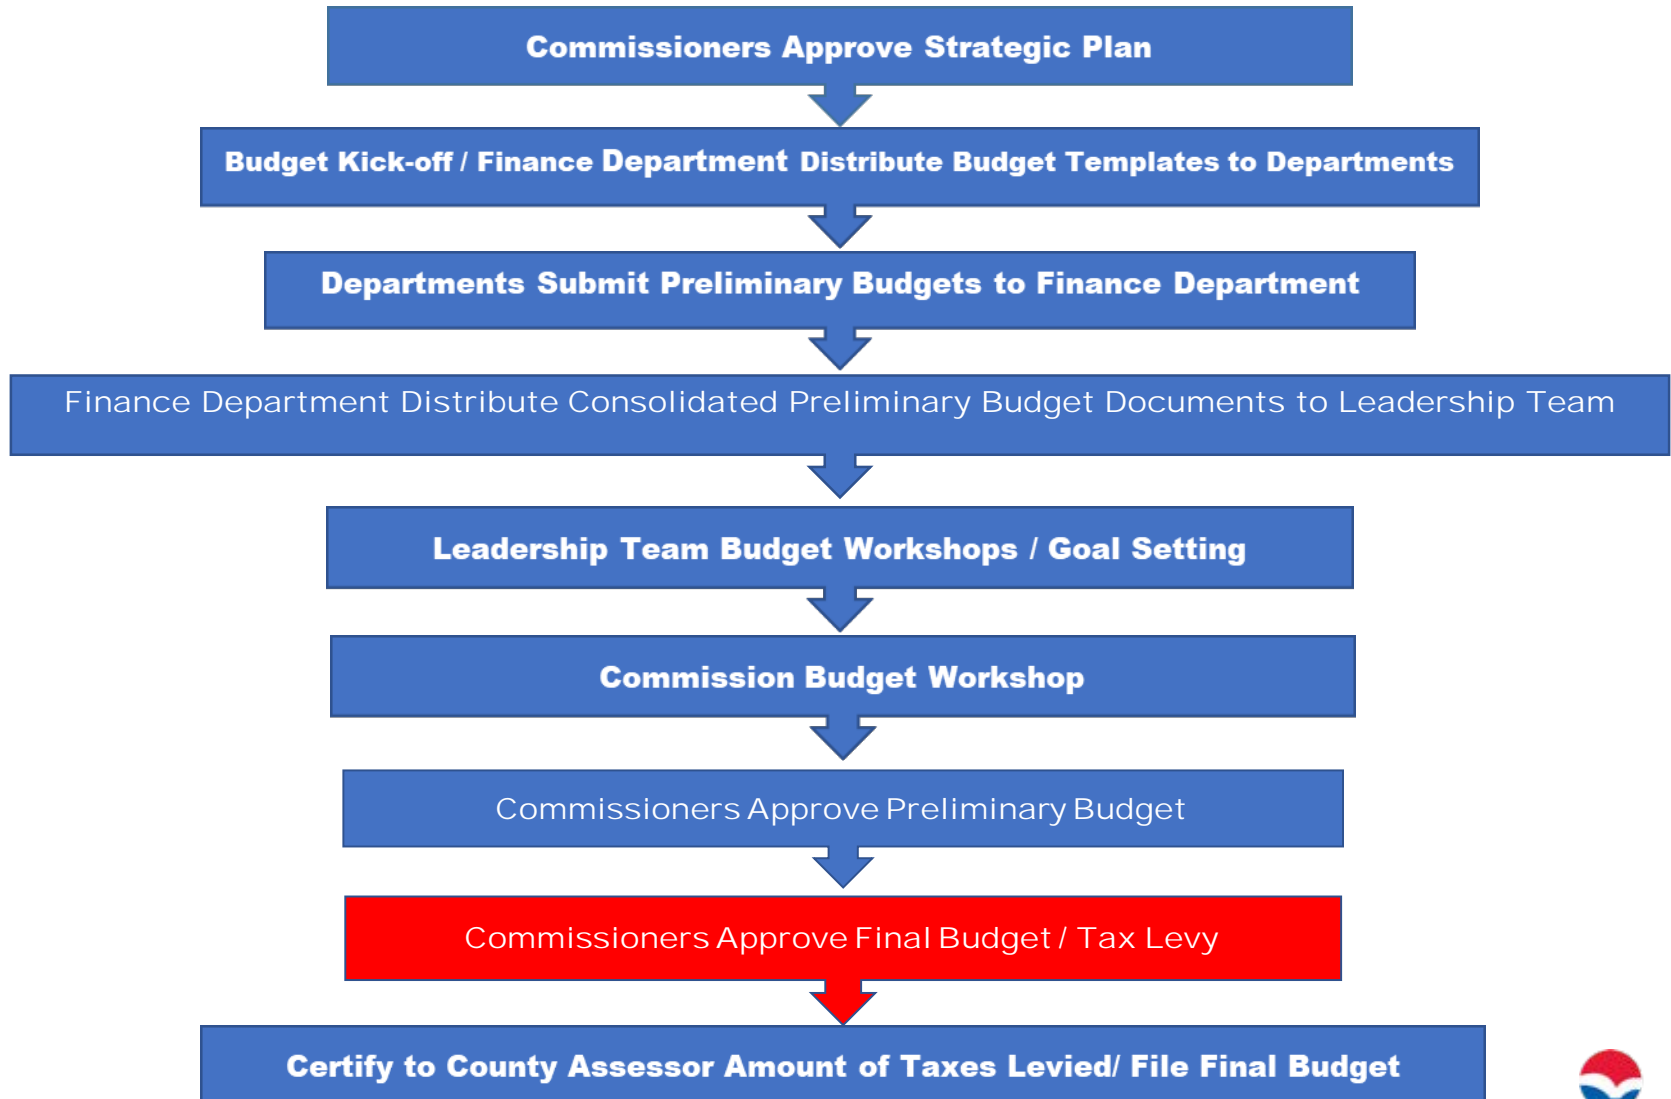 Commissioners Approve Strategic Plan
Budget Kick-off / Finance Department Distribute Budget Templates to Departments
Departments Submit Preliminary Budgets to Finance Department
Finance Department Distribute Consolidated Preliminary Budget Documents to Leadership Team
Leadership Team Budget Workshops / Goal Setting
Commission Budget Workshop
Commissioners Approve Preliminary Budget
Commissioners Approve Final Budget / Tax Levy
Certify to County Assessor Amount of Taxes Levied/ File Final Budget